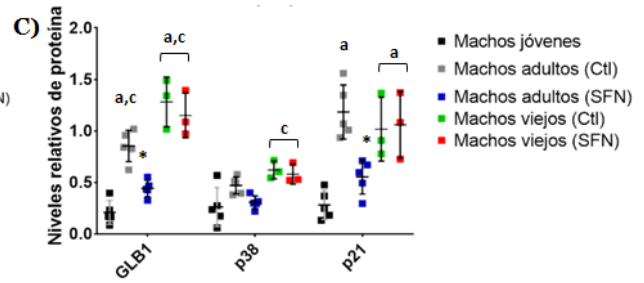 C)
Niveles relativos de proteina
2.0
1.5
1.0
0.5
0.0
a,c
a,c
*
c
a
a
*
GLB1
p38
p21
Machos jóvenes
Machos adultos (Ctl)
Machos adultos (SFN)
Machos viejos (Ctl)
Machos viejos (SFN)
N)